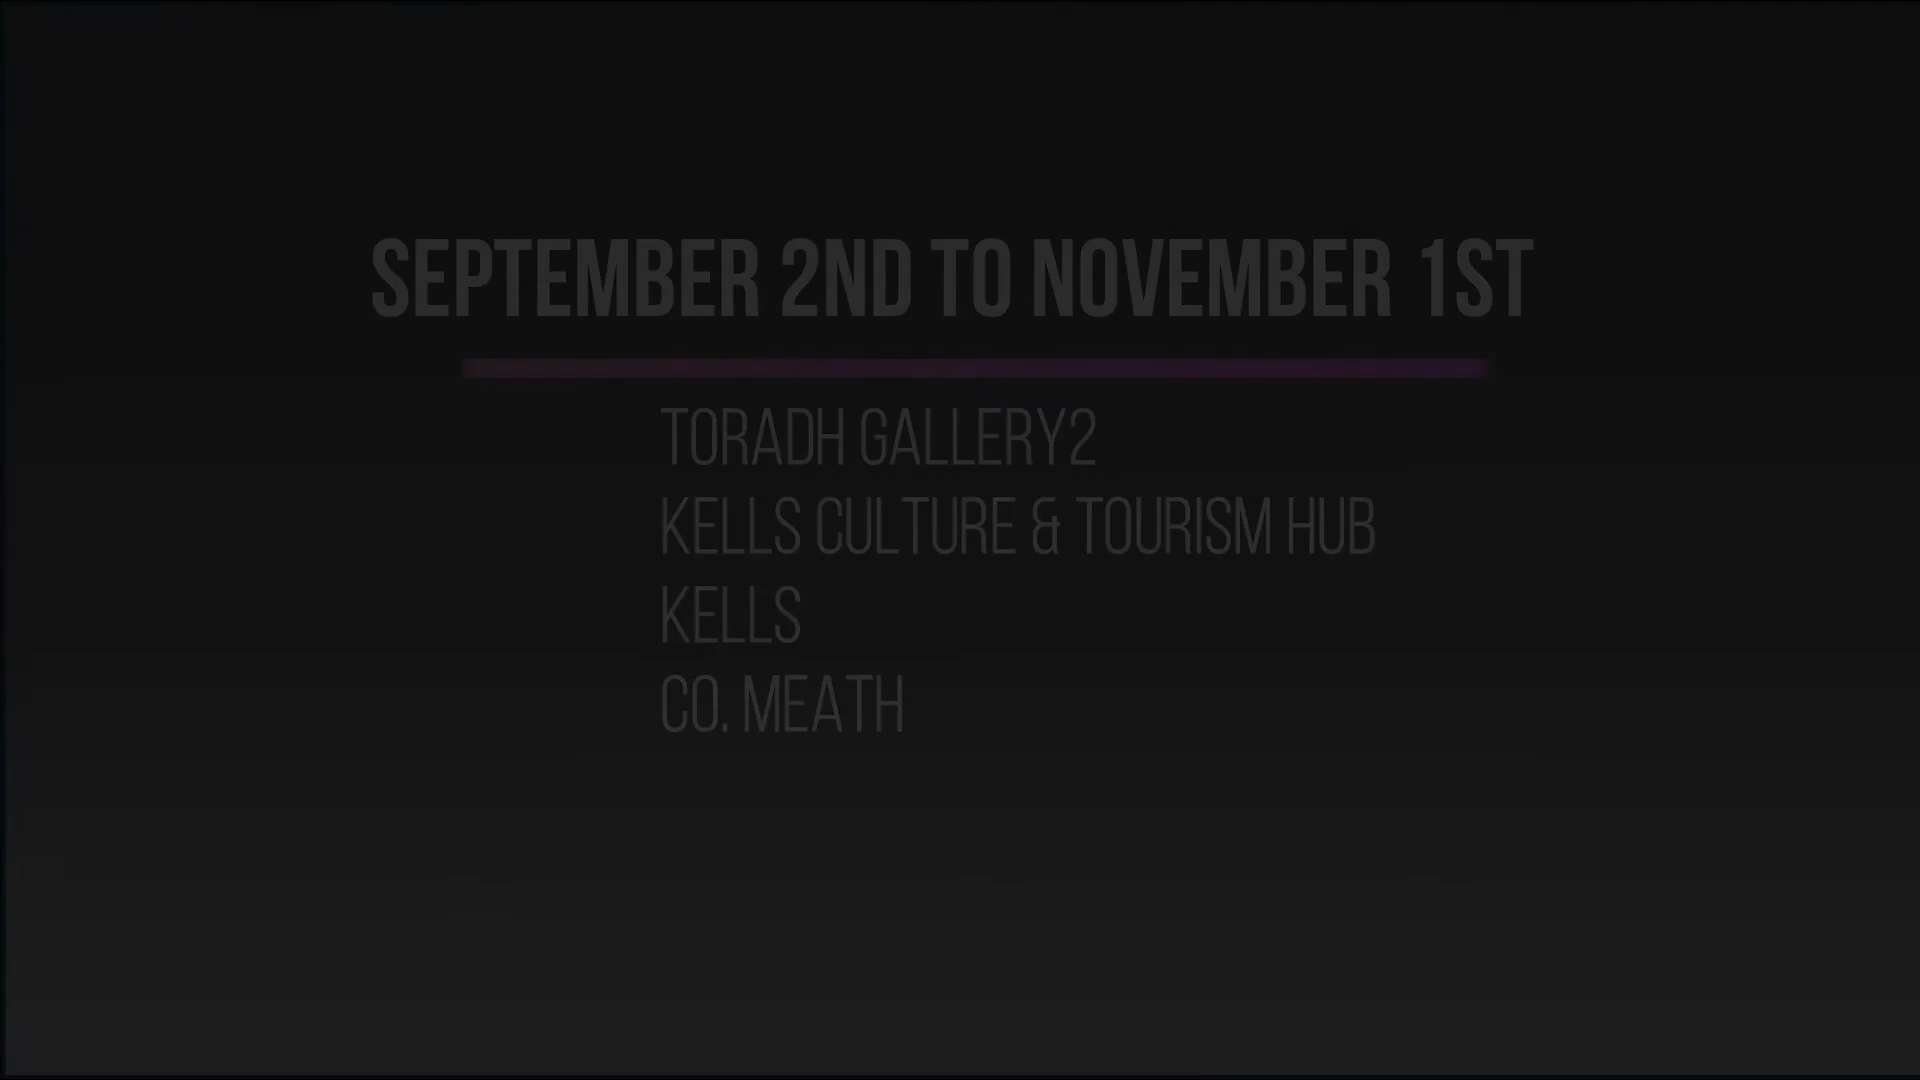 SEPTEMBER 2ND TO NOVEMBER 1ST
TORADH GALLERY2
KELLS CULTURE & TOURISM HUB
KELLS
CO. MEATH